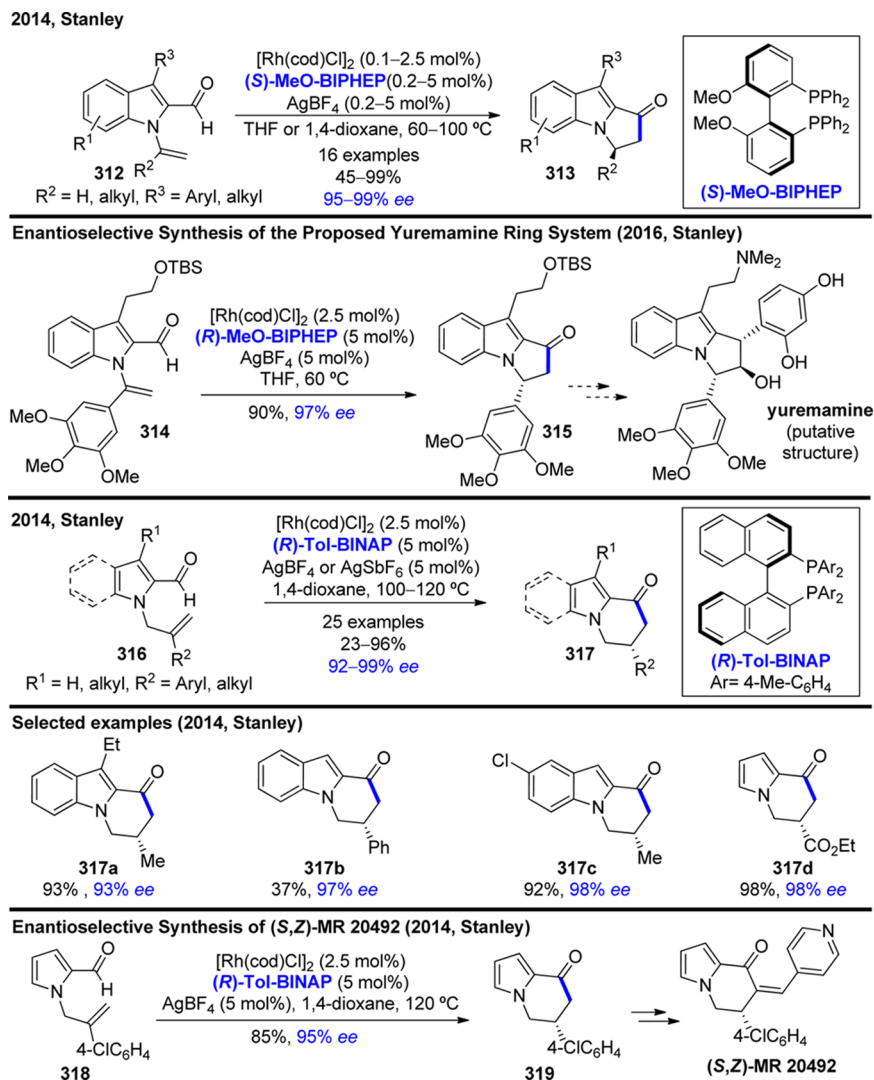 2014, Stanley
R³
O
H
N
R¹
R²
312
R² = H, alkyl, R³ = Aryl, alkyl
[Rh(cod)Cl]₂ (0.1–2.5 mol%)
(S)-MeO-BIPHEP(0.2–5 mol%)
AgBF₄ (0.2–5 mol%)
THF or 1,4-dioxane, 60–100 ºC
16 examples
45–99%
95–99% ee
R³
O
N
R¹
R²
313
MeO
PPh₂
MeO
PPh₂
(S)-MeO-BIPHEP
Enantioselective Synthesis of the Proposed Yuremamine Ring System (2016, Stanley)
OTBS
O
H
N
MeO
MeO
OMe
314
[Rh(cod)Cl]₂ (2.5 mol%)
(R)-MeO-BIPHEP (5 mol%)
AgBF₄ (5 mol%)
THF, 60 ºC
90%, 97% ee
OTBS
O
N
MeO
MeO
OMe
315
NMe₂
OH
OH
N
OH
MeO
MeO
OMe
yuremamine
(putative
structure)
2014, Stanley
R¹
O
H
N
R²
316
R¹ = H, alkyl, R² = Aryl, alkyl
[Rh(cod)Cl]₂ (2.5 mol%)
(R)-Tol-BINAP (5 mol%)
AgBF₄ or AgSbF₆ (5 mol%)
1,4-dioxane, 100–120 ºC
25 examples
23–96%
92–99% ee
R¹
O
N
R²
317
PAr₂
PAr₂
(R)-Tol-BINAP
Ar= 4-Me-C₆H₄
Selected examples (2014, Stanley)
Et
O
N
Me
317a
93% , 93% ee
O
N
Ph
317b
37%, 97% ee
Cl
O
N
Me
317c
92%, 98% ee
O
N
CO₂Et
317d
98%, 98% ee
Enantioselective Synthesis of (S,Z)-MR 20492 (2014, Stanley)
O
H
N
4-ClC₆H₄
318
[Rh(cod)Cl]₂ (2.5 mol%)
(R)-Tol-BINAP (5 mol%)
AgBF₄ (5 mol%), 1,4-dioxane, 120 ºC
85%, 95% ee
O
N
4-ClC₆H₄
319
N
O
N
4-ClC₆H₄
(S,Z)-MR 20492